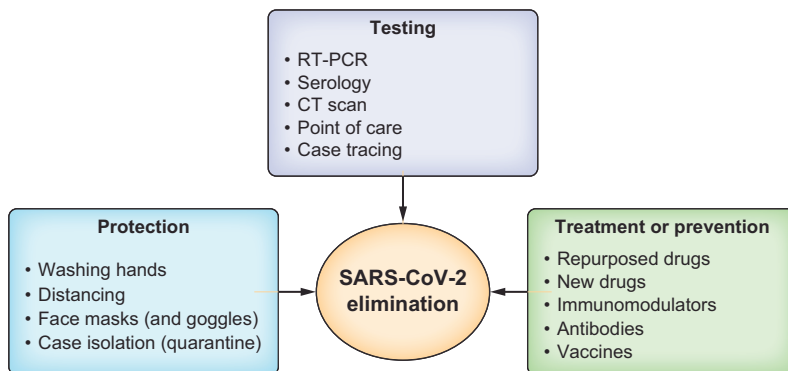 Testing
• RT-PCR
• Serology
• CT scan
• Point of care
• Case tracing
Protection
• Washing hands
• Distancing
• Face masks (and goggles)
• Case isolation (quarantine)
SARS-CoV-2
elimination
Treatment or prevention
• Repurposed drugs
• New drugs
• Immunomodulators
• Antibodies
• Vaccines